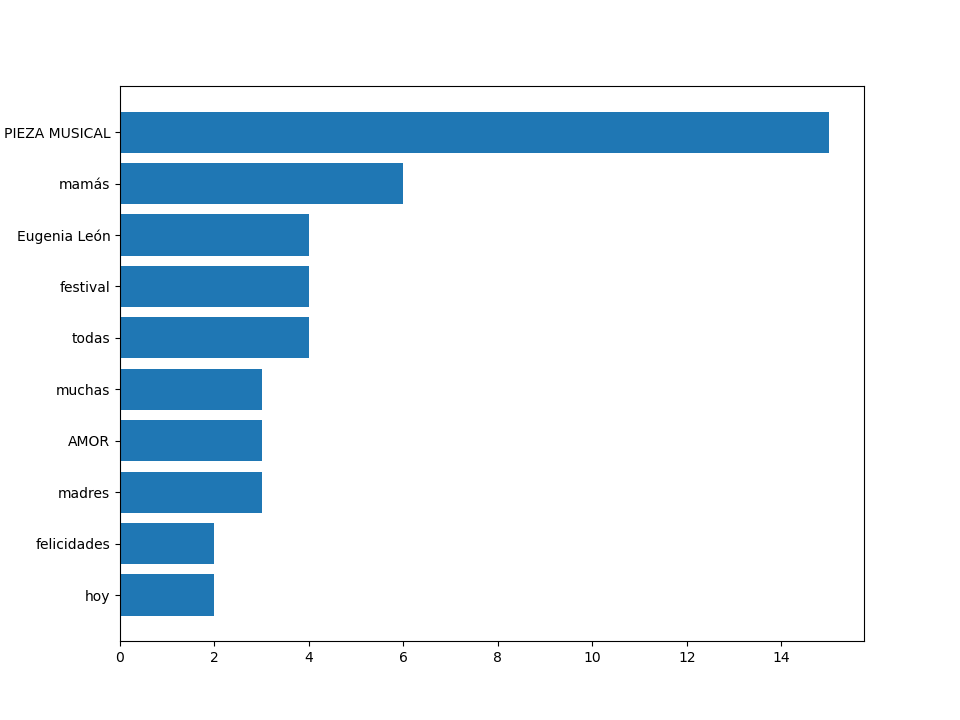 PIEZA MUSICAL
mamás
Eugenia León
festival
todas
muchas
AMOR
madres
felicidades
hoy
0 2 4 6 8 10 12 14